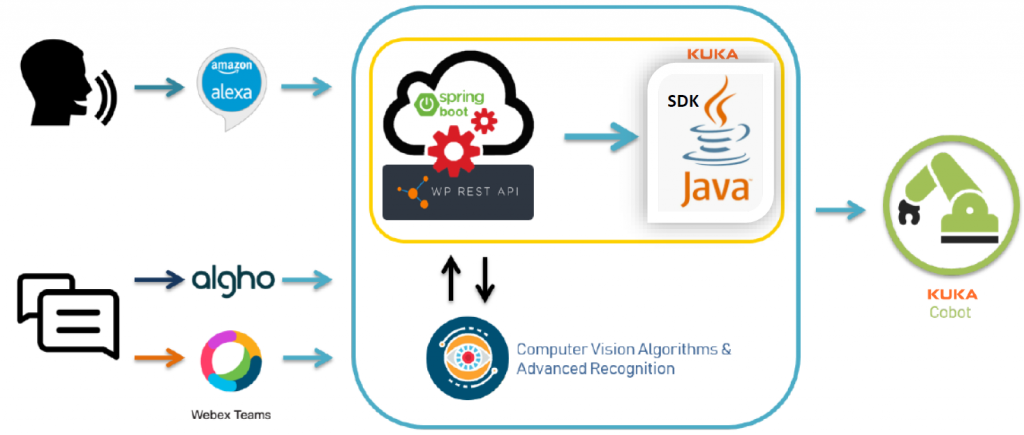 amazon
alexa
spring
boot
WP REST API
KUKA
SDK
Java
algho
Webex Teams
Computer Vision Algorithms &
Advanced Recognition
KUKA
Cobot